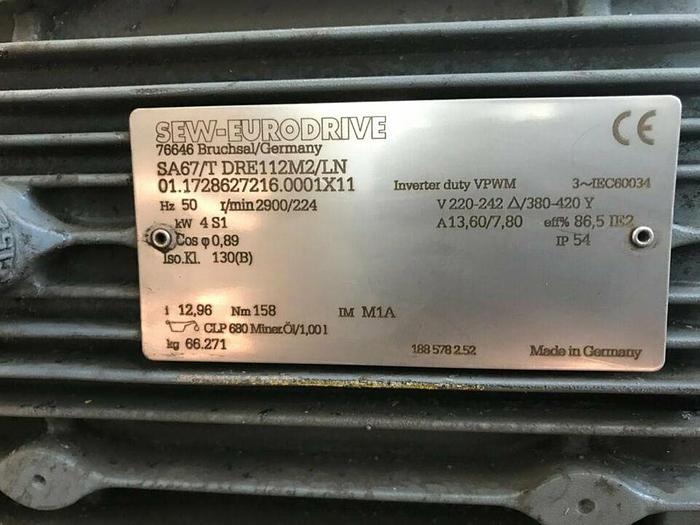 SEW-EURODRIVE
76646 Bruchsal/Germany
CE
SA67/T DRE112M2/LN
01.1728627216.0001X11
Inverter duty VPWM 3~IEC60034
Hz 50 r/min 2900/224 V 220-242 Δ/380-420 Y
kW 4 S1 A 13,60/7,80 eff% 86,5 IE2
Cos φ 0,89 IP 54
Iso.Kl. 130(B)
i 12,96 Nm 158 IM M1A
CLP 680 Miner.Öl/1,00 l
kg 66.271 188 578 2.52 Made in Germany